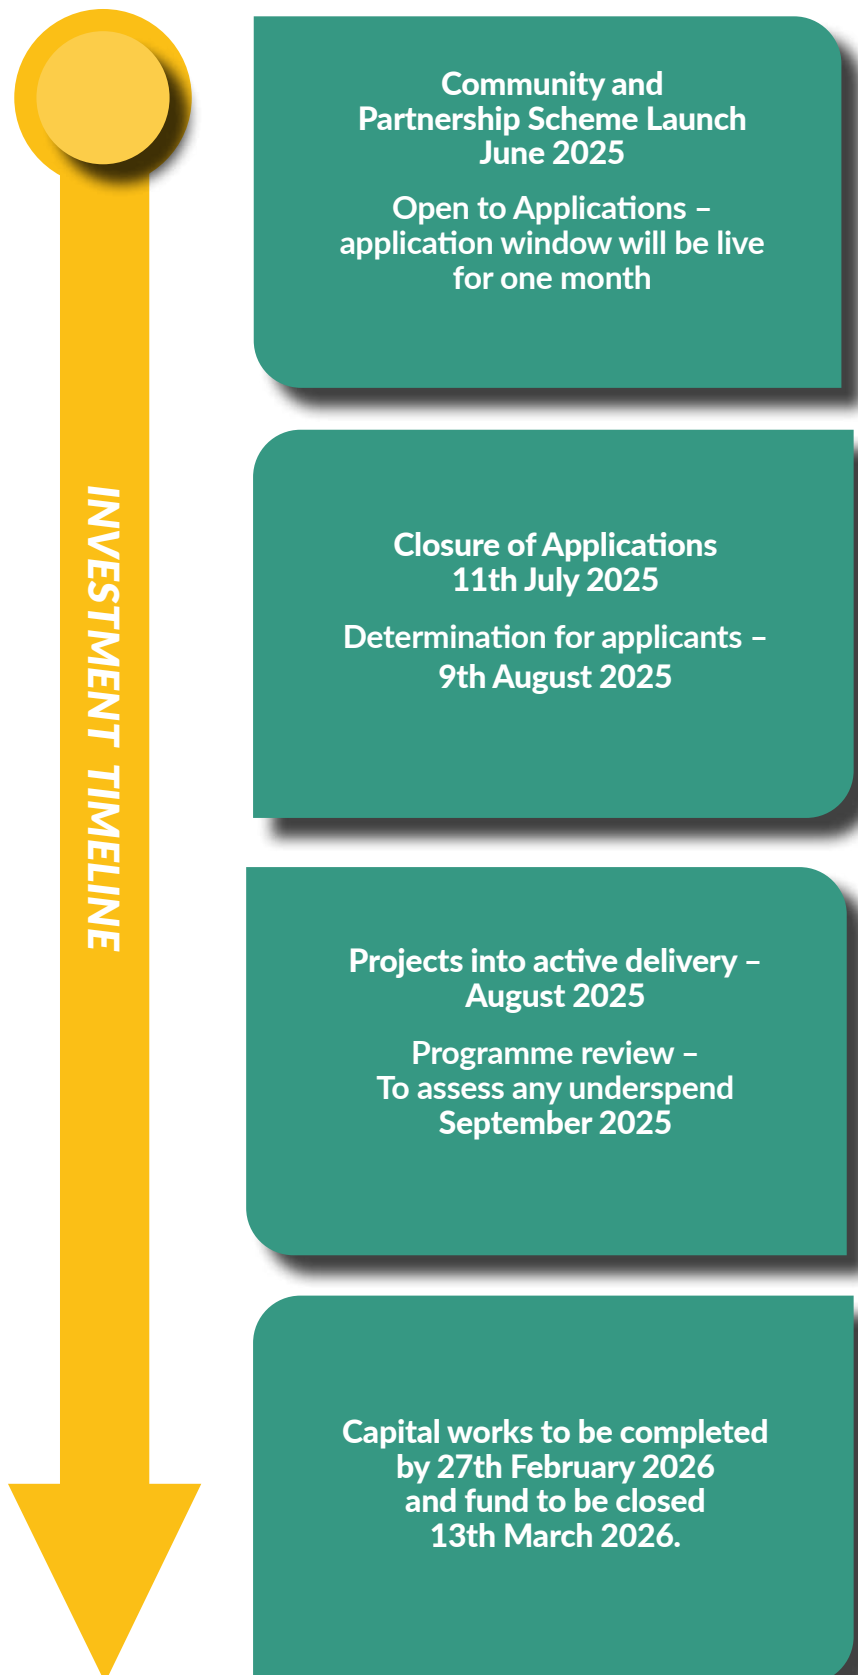 INVESTMENT TIMELINE
Community and
Partnership Scheme Launch
June 2025
Open to Applications –
application window will be live
for one month
Closure of Applications
11th July 2025
Determination for applicants –
9th August 2025
Projects into active delivery –
August 2025
Programme review –
To assess any underspend
September 2025
Capital works to be completed
by 27th February 2026
and fund to be closed
13th March 2026.